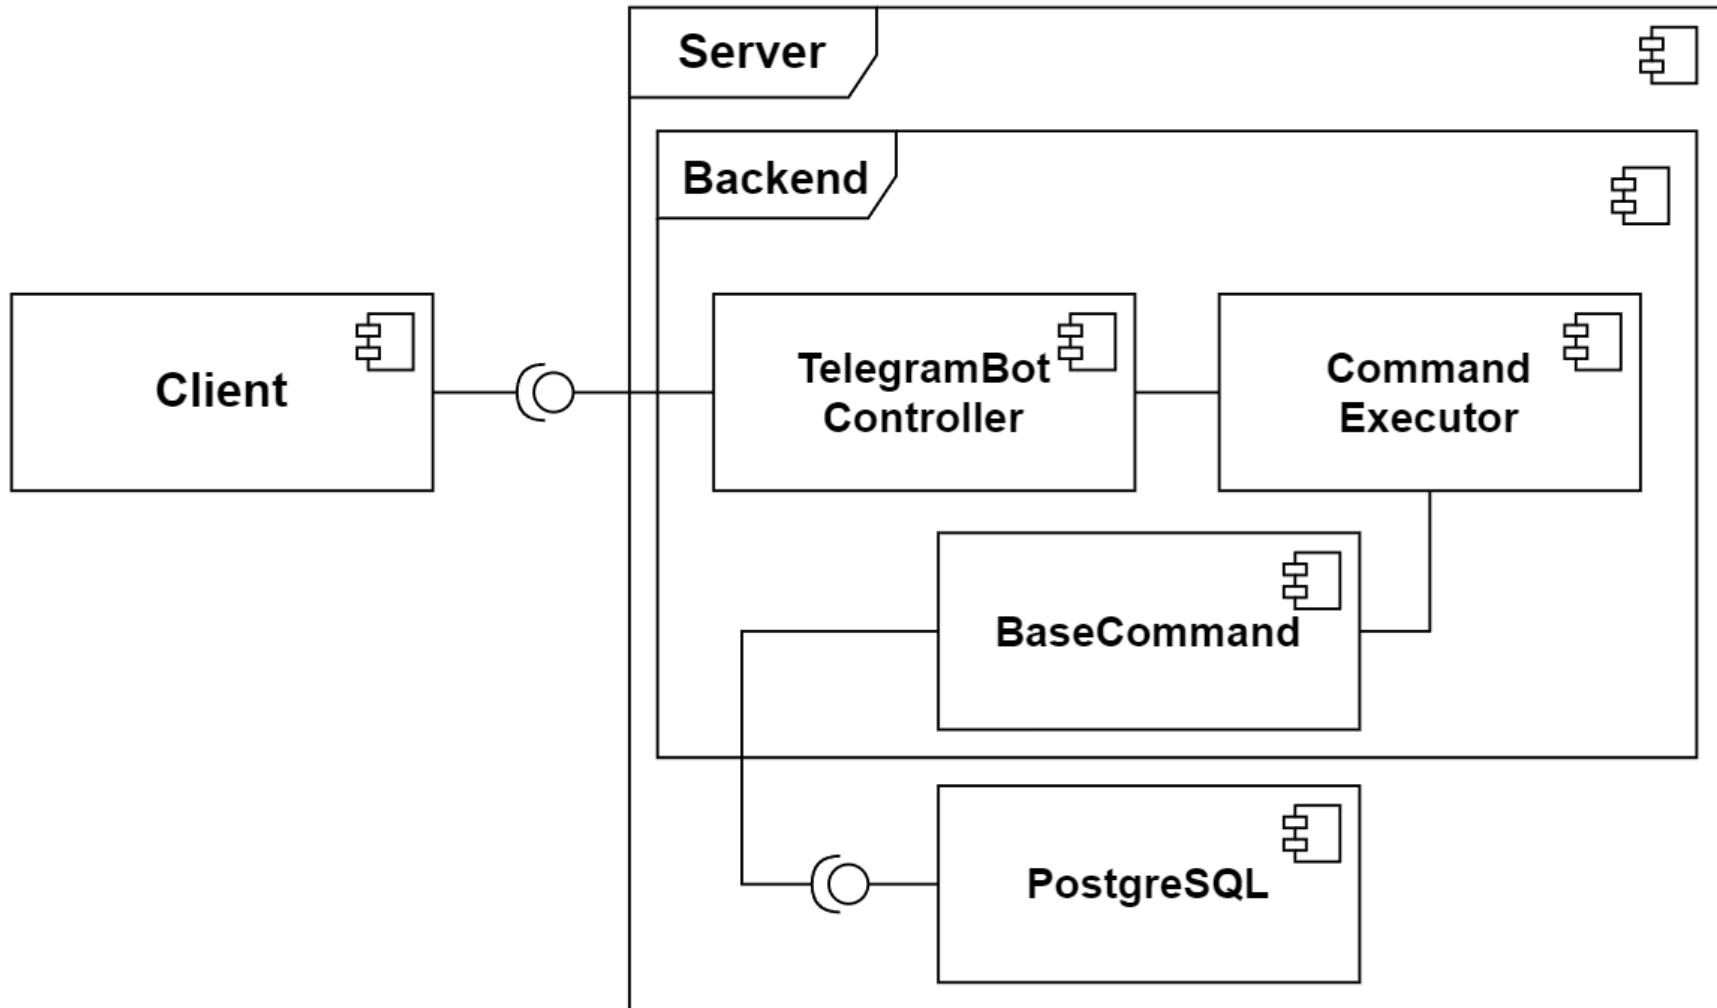 Server
Backend
Client
TelegramBot
Controller
Command
Executor
BaseCommand
PostgreSQL